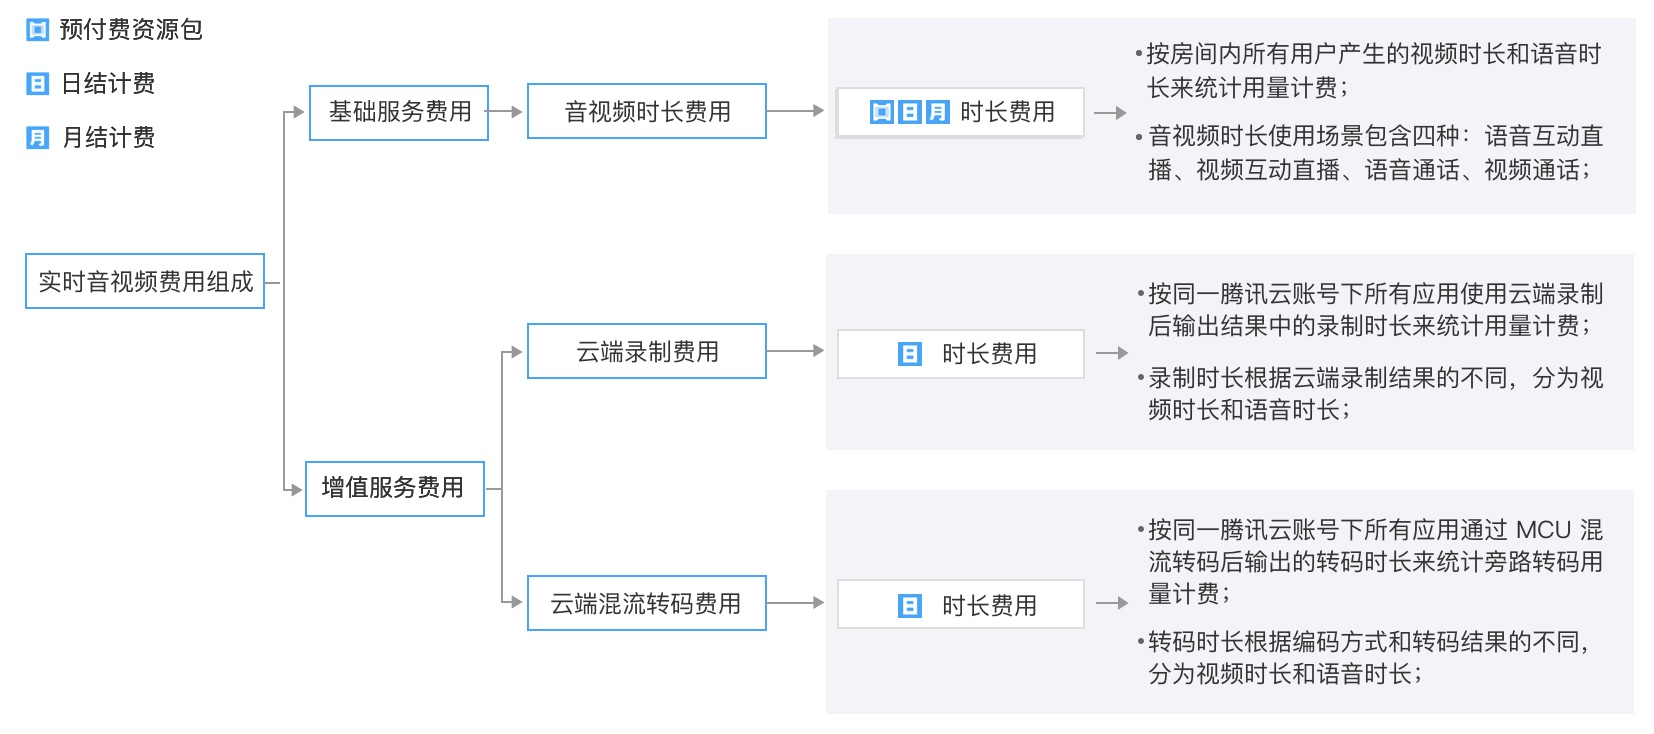 预付费资源包
日 日结计费
月 月结计费
实时音视频费用组成
基础服务费用
音视频时长费用
日 月 时长费用
•按房间内所有用户产生的视频时长和语音时
长来统计用量计费；
•音视频时长使用场景包含四种：语音互动直
播、视频互动直播、语音通话、视频通话；
增值服务费用
云端录制费用
日 时长费用
•按同一腾讯云账号下所有应用使用云端录制
后输出结果中的录制时长来统计用量计费；
•录制时长根据云端录制结果的不同，分为视
频时长和语音时长；
云端混流转码费用
日 时长费用
•按同一腾讯云账号下所有应用通过 MCU 混
流转码后输出的转码时长来统计旁路转码用
量计费；
•转码时长根据编码方式和转码结果的不同，
分为视频时长和语音时长；